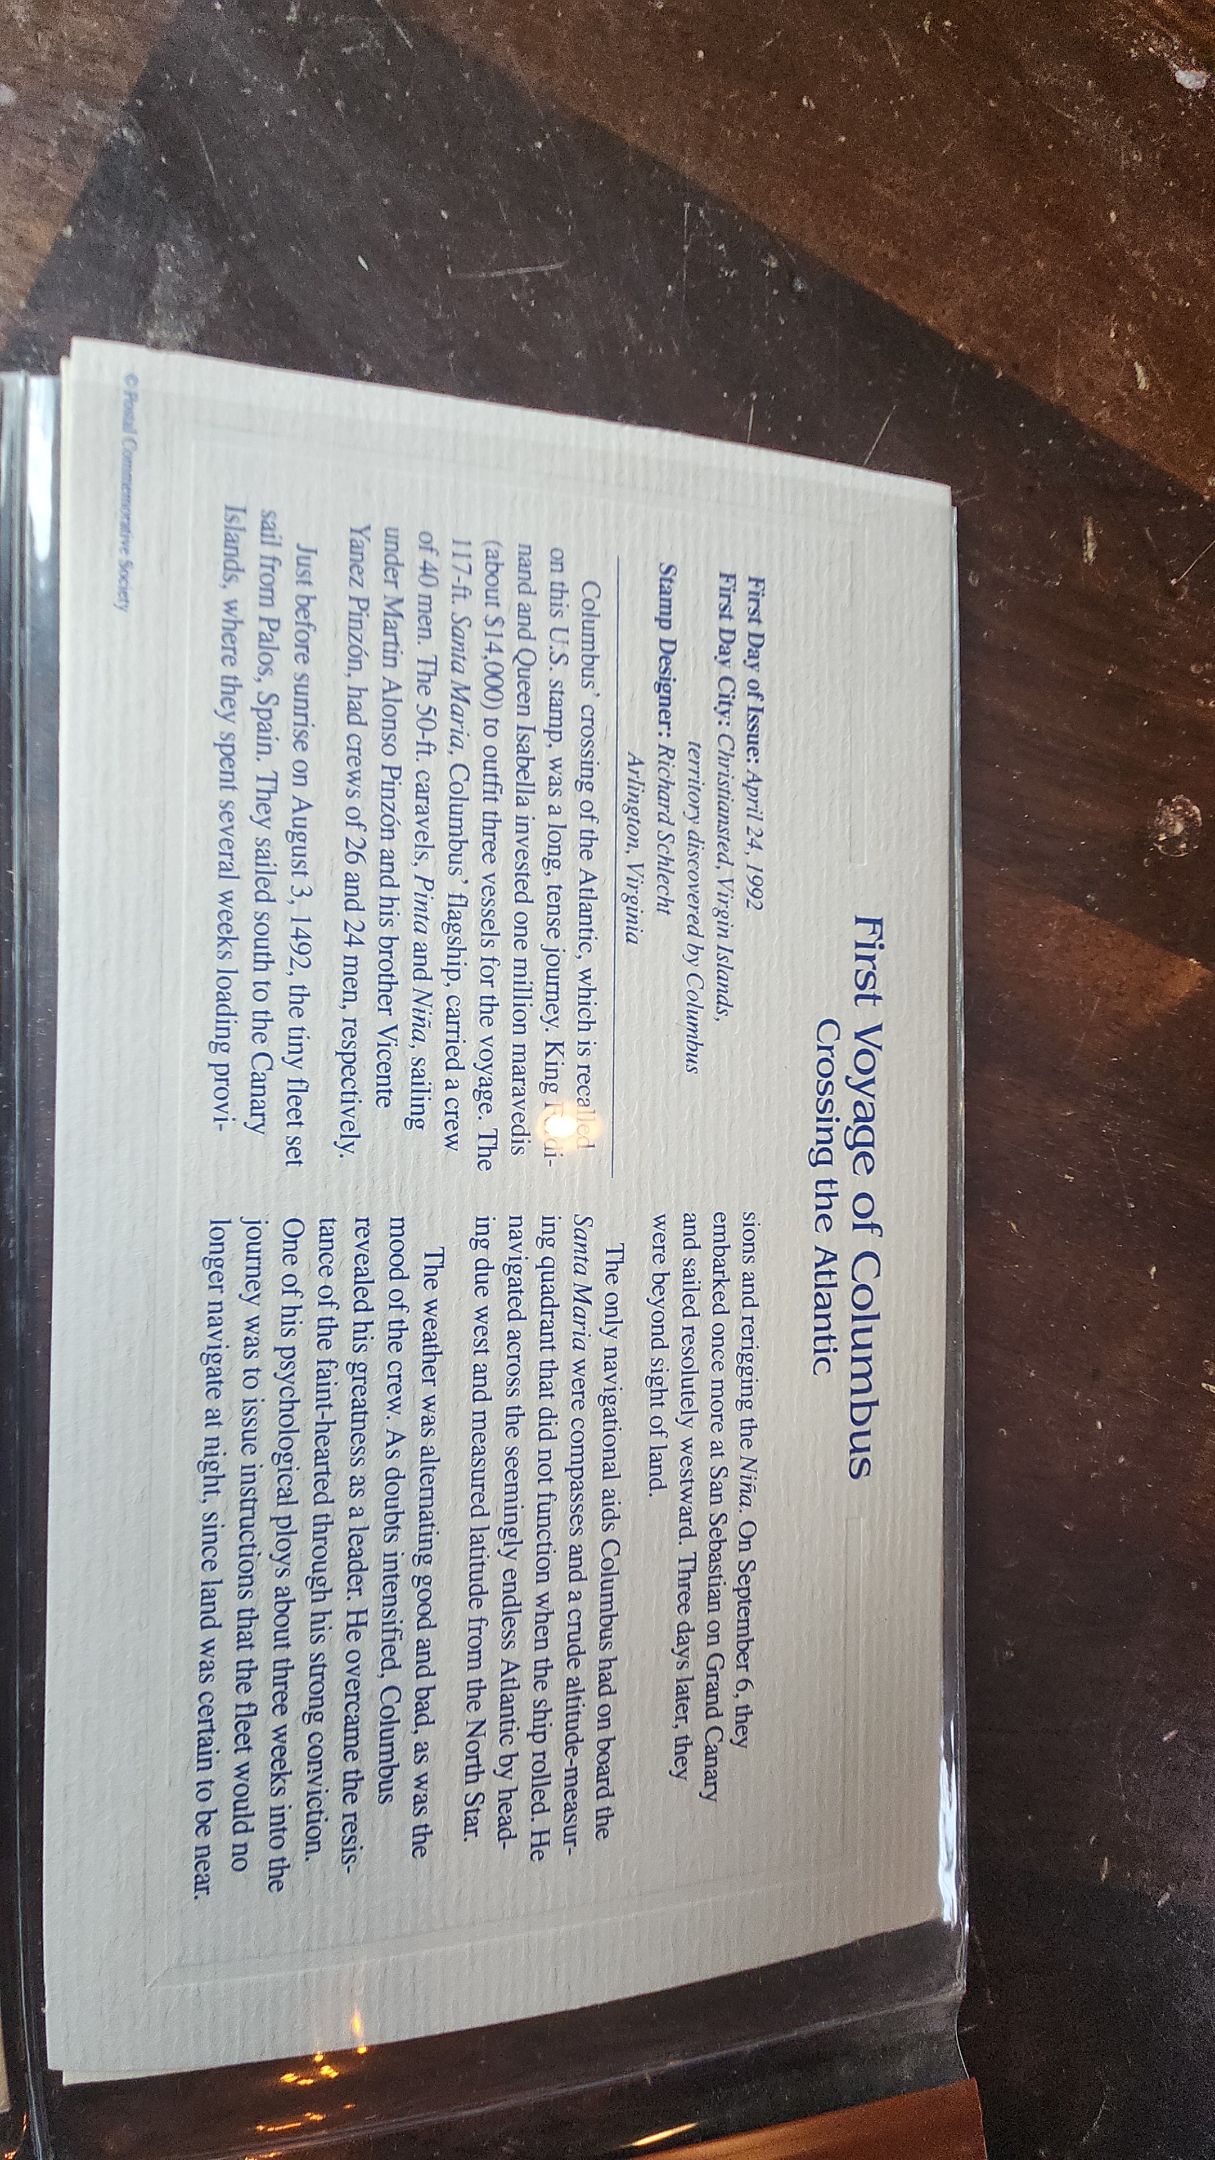 First Voyage of Columbus
Crossing the Atlantic
First Day of Issue: April 24, 1992
First Day City: Christiansted, Virgin Islands,
territory discovered by Columbus
Stamp Designer: Richard Schlecht
Arlington, Virginia
Columbus' crossing of the Atlantic, which is recalled
on this U.S. stamp, was a long, tense journey. King
nand and Queen Isabella invested one million maravedis
(about $14,000) to outfit three vessels for the voyage. The
117-ft. Santa Maria, Columbus' flagship, carried a crew
of 40 men. The 50-ft. caravels, Pinta and Niña, sailing
under Martin Alonso Pinzón and his brother Vicente
Yanez Pinzón, had crews of 26 and 24 men, respectively.
Just before sunrise on August 3, 1492, the tiny fleet set
sail from Palos, Spain. They sailed south to the Canary
Islands, where they spent several weeks loading provi-
sions and rerigging the Niña. On September 6, they
embarked once more at San Sebastian on Grand Canary
and sailed resolutely westward. Three days later, they
were beyond sight of land.
The only navigational aids Columbus had on board the
Santa Maria were compasses and a crude altitude-measur-
ing quadrant that did not function when the ship rolled. He
navigated across the seemingly endless Atlantic by head-
ing due west and measured latitude from the North Star.
The weather was alternating good and bad, as was the
mood of the crew. As doubts intensified, Columbus
revealed his greatness as a leader. He overcame the resis-
tance of the faint-hearted through his strong conviction.
One of his psychological ploys about three weeks into the
journey was to issue instructions that the fleet would no
longer navigate at night, since land was certain to be near.
© Postal Commemorative Society